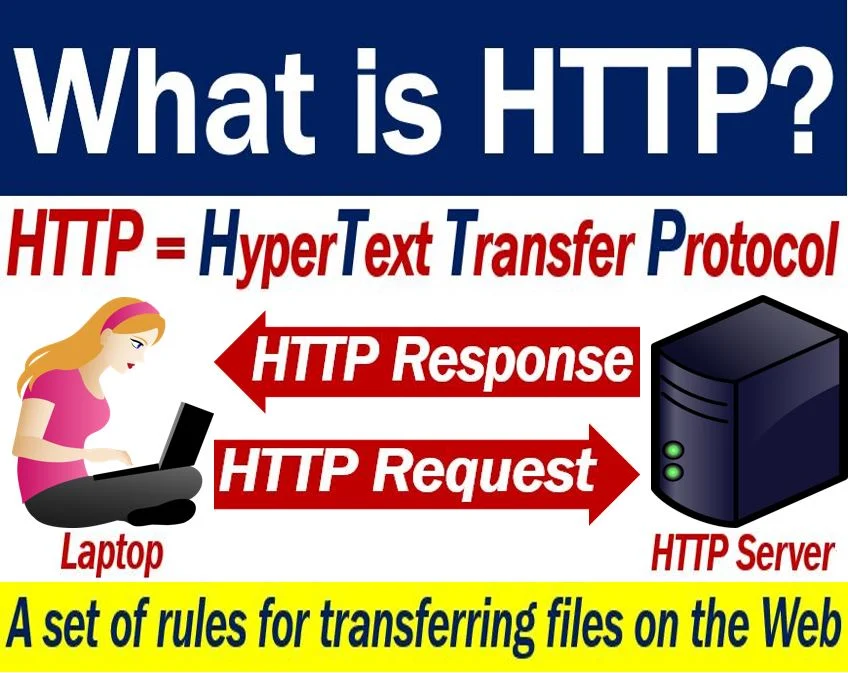 What is HTTP?
HTTP = HyperText Transfer Protocol
HTTP Response
HTTP Request
Laptop
HTTP Server
A set of rules for transferring files on the Web